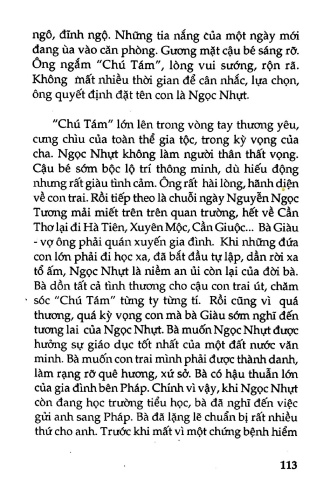 ngô, đĩnh ngộ. Những tia nắng của một ngày mới
đang ùa vào căn phòng. Gương mặt cậu bé sáng rỡ.
Ông ngắm "Chú Tám", lòng vui sướng, rộn rã.
Không mất nhiều thời gian để cân nhắc, lựa chọn,
ông quyết định đặt tên con là Ngọc Nhựt.
"Chú Tám" lớn lên trong vòng tay thương yêu,
cưng chìu của toàn thể gia tộc, trong kỳ vọng của
cha. Ngọc Nhựt không làm người thân thất vọng.
Cậu bé sớm bộc lộ trí thông minh, dù hiếu động
nhưng rất giàu tình cảm. Ông rất hài lòng, hãnh diện
về con trai. Rồi tiếp theo là chuỗi ngày Nguyễn Ngọc
Tương mải miết trên trên quan trường, hết về Cần
Thơ lại đi Hà Tiên, Xuyên Mộc, Cần Giuộc... Bà Giàu
- vợ ông phải quán xuyến gia đình. Khi những đứa
con lớn phải đi học xa, đã bắt đầu tự lập, dần rời xa
tổ ấm, Ngọc Nhựt là niềm an ủi còn lại của đời bà.
Bà dồn tất cả tình thương cho cậu con trai út, chăm
sóc "Chú Tám" từng ty từng tí. Rồi cũng vì quá
thương, quá kỳ vọng con mà bà Giàu sớm nghĩ đến
tương lai của Ngọc Nhựt. Bà muốn Ngọc Nhựt được
hưởng sự giáo dục tốt nhất của một đất nước văn
minh. Bà muốn con trai mình phải được thành danh,
làm rạng rỡ quê hương, xứ sở. Bà có hậu thuẫn lớn
của gia đình bên Pháp. Chính vì vậy, khi Ngọc Nhựt
còn đang học trường tiểu học, bà đã nghĩ đến việc
gửi anh sang Pháp. Bà đã lặng lẽ chuẩn bị rất nhiều
thứ cho anh. Trước khi mất vì một chứng bệnh hiểm
113